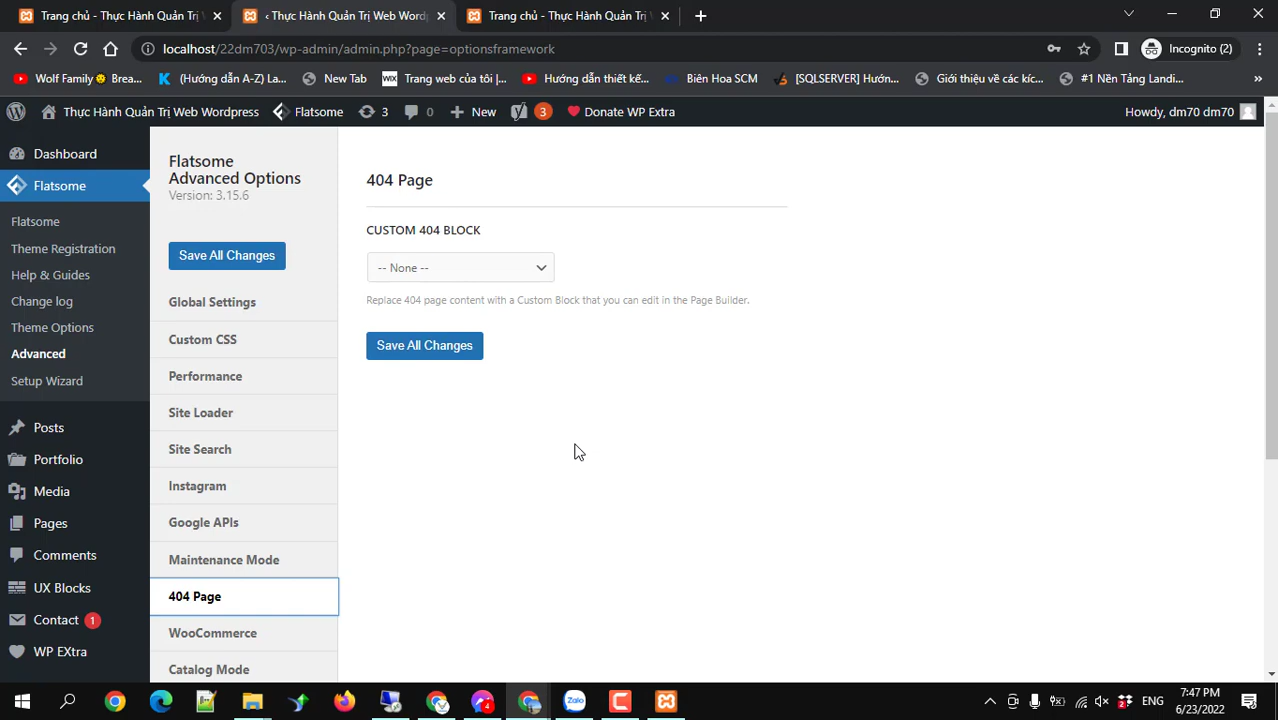 Trang chủ - Thực Hành Quản Trị V
‹ Thực Hành Quản Trị Web Word
Trang chủ - Thực Hành Quản Trị V
localhost/22dm703/wp-admin/admin.php?page=optionsframework
Incognito (2)
Wolf Family Brea...
(Hướng dẫn A-Z) La...
New Tab
WIX Trang web của tôi |...
Hướng dẫn thiết kế...
Biên Hòa SCM
[SQLSERVER] Hướn...
Giới thiệu về các kíc...
#1 Nền Tảng Landi...
Thực Hành Quản Trị Web Wordpress
Flatsome
3
0
New
3
Donate WP Extra
Howdy, dm70 dm70
Dashboard
Flatsome
Flatsome
Theme Registration
Help & Guides
Change log
Theme Options
Advanced
Setup Wizard
Posts
Portfolio
Media
Pages
Comments
UX Blocks
Contact 1
WP EXtra
Flatsome
Advanced Options
Version: 3.15.6
Save All Changes
Global Settings
Custom CSS
Performance
Site Loader
Site Search
Instagram
Google APIs
Maintenance Mode
404 Page
WooCommerce
Catalog Mode
404 Page
CUSTOM 404 BLOCK
-- None --
Replace 404 page content with a Custom Block that you can edit in the Page Builder.
Save All Changes
4
Zalo
ENG
7:47 PM
6/23/2022
1